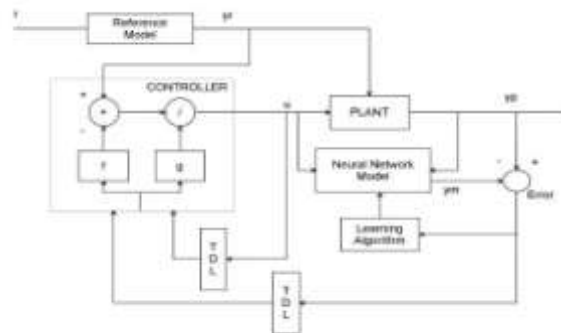 r
Reference
Model
yr
CONTROLLER
+
-
+
/
u
PLANT
yp
f
g
Neural Network
Model
ym
-
+
Error
Learning
Algorithm
T
D
L
T
D
L